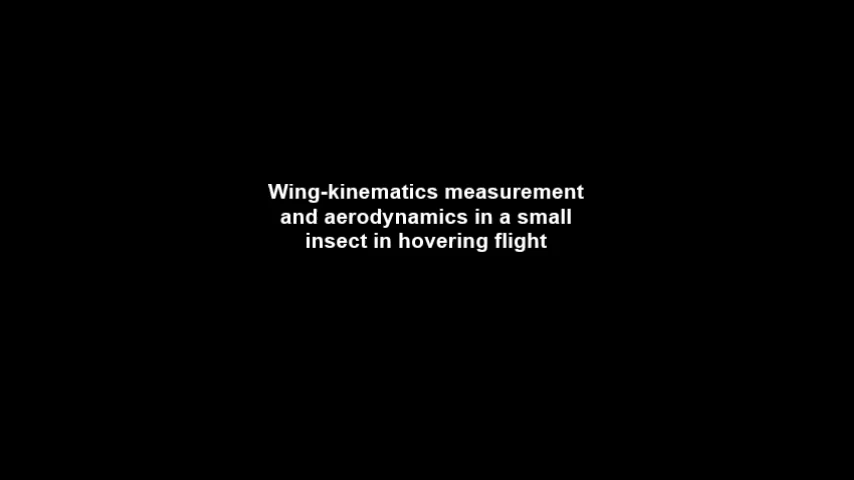 Wing-kinematics measurement
and aerodynamics in a small
insect in hovering flight